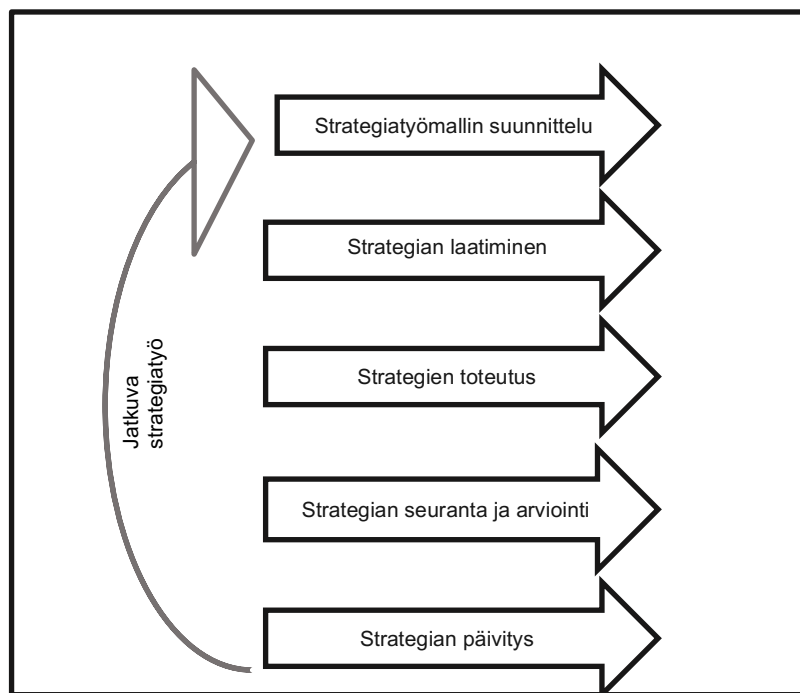 Strategiatyömallin suunnittelu
Strategian laatiminen
Strategien toteutus
Strategian seuranta ja arviointi
Strategian päivitys
Jatkuva
strategiatyö